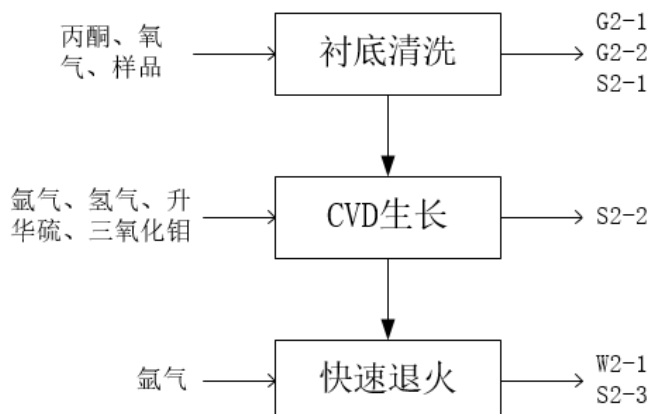 丙酮、氧
气、样品
衬底清洗
G2-1
G2-2
S2-1
氩气、氢气、升
华硫、三氧化钼
CVD生长
S2-2
氩气
快速退火
W2-1
S2-3